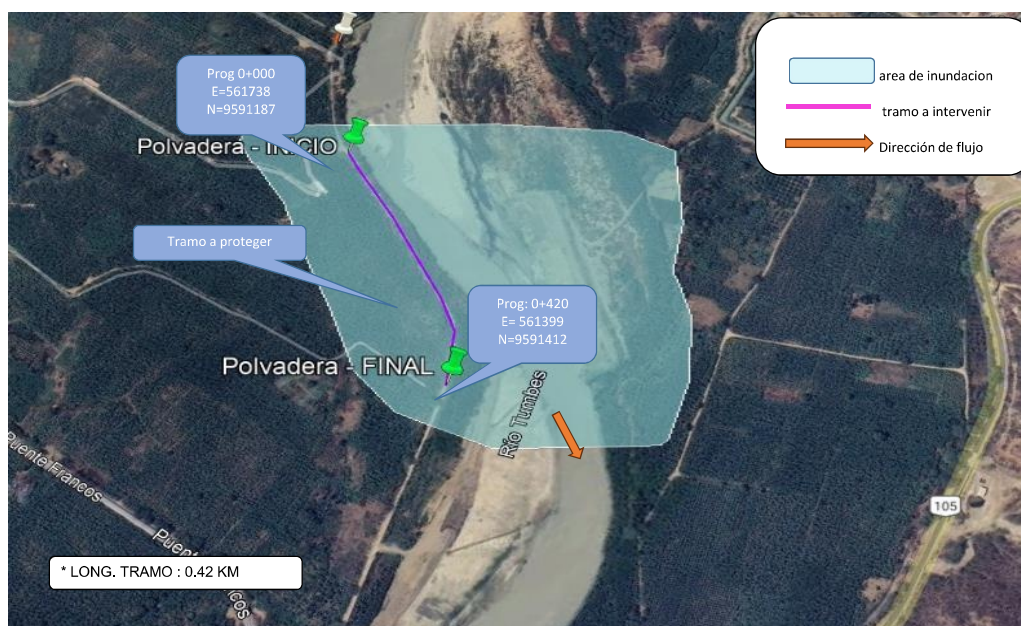 Prog 0+000
E=561738
N=9591187
area de inundacion
tramo a intervenir
Dirección de flujo
Polvadera - INICIO
Tramo a proteger
Prog: 0+420
E= 561399
N=9591412
Polvadera - FINAL
Río Tumbes
Puente Francos
105
* LONG. TRAMO : 0.42 KM